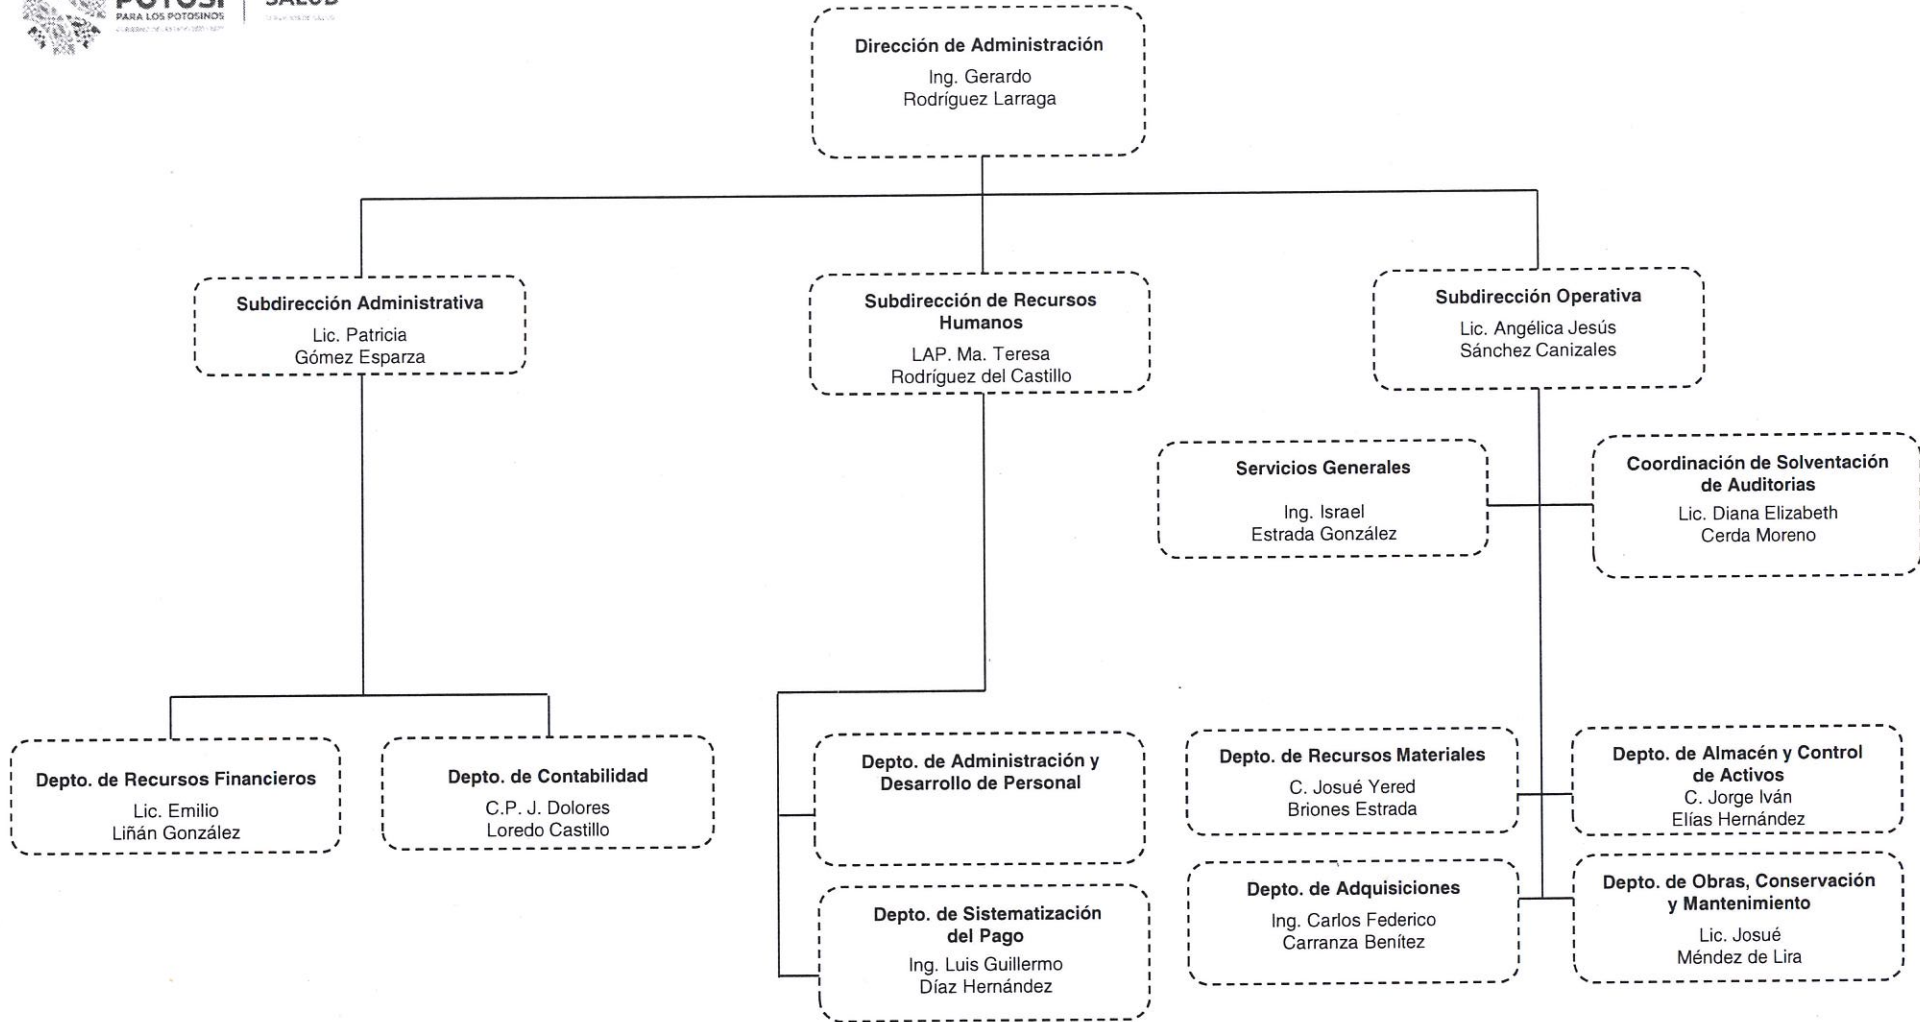 POTOSÍ
PARA LOS POTOSINOS
SALUD
Dirección de Administración
Ing. Gerardo
Rodríguez Larraga
Subdirección Administrativa
Lic. Patricia
Gómez Esparza
Subdirección de Recursos
Humanos
LAP. Ma. Teresa
Rodríguez del Castillo
Subdirección Operativa
Lic. Angélica Jesús
Sánchez Canizales
Servicios Generales
Ing. Israel
Estrada González
Coordinación de Solventación
de Auditorias
Lic. Diana Elizabeth
Cerda Moreno
Depto. de Recursos Financieros
Lic. Emilio
Liñán González
Depto. de Contabilidad
C.P. J. Dolores
Loredo Castillo
Depto. de Administración y
Desarrollo de Personal
Depto. de Sistematización
del Pago
Ing. Luis Guillermo
Díaz Hernández
Depto. de Recursos Materiales
C. Josué Yered
Briones Estrada
Depto. de Almacén y Control
de Activos
C. Jorge Iván
Elías Hernández
Depto. de Adquisiciones
Ing. Carlos Federico
Carranza Benítez
Depto. de Obras, Conservación
y Mantenimiento
Lic. Josué
Méndez de Lira